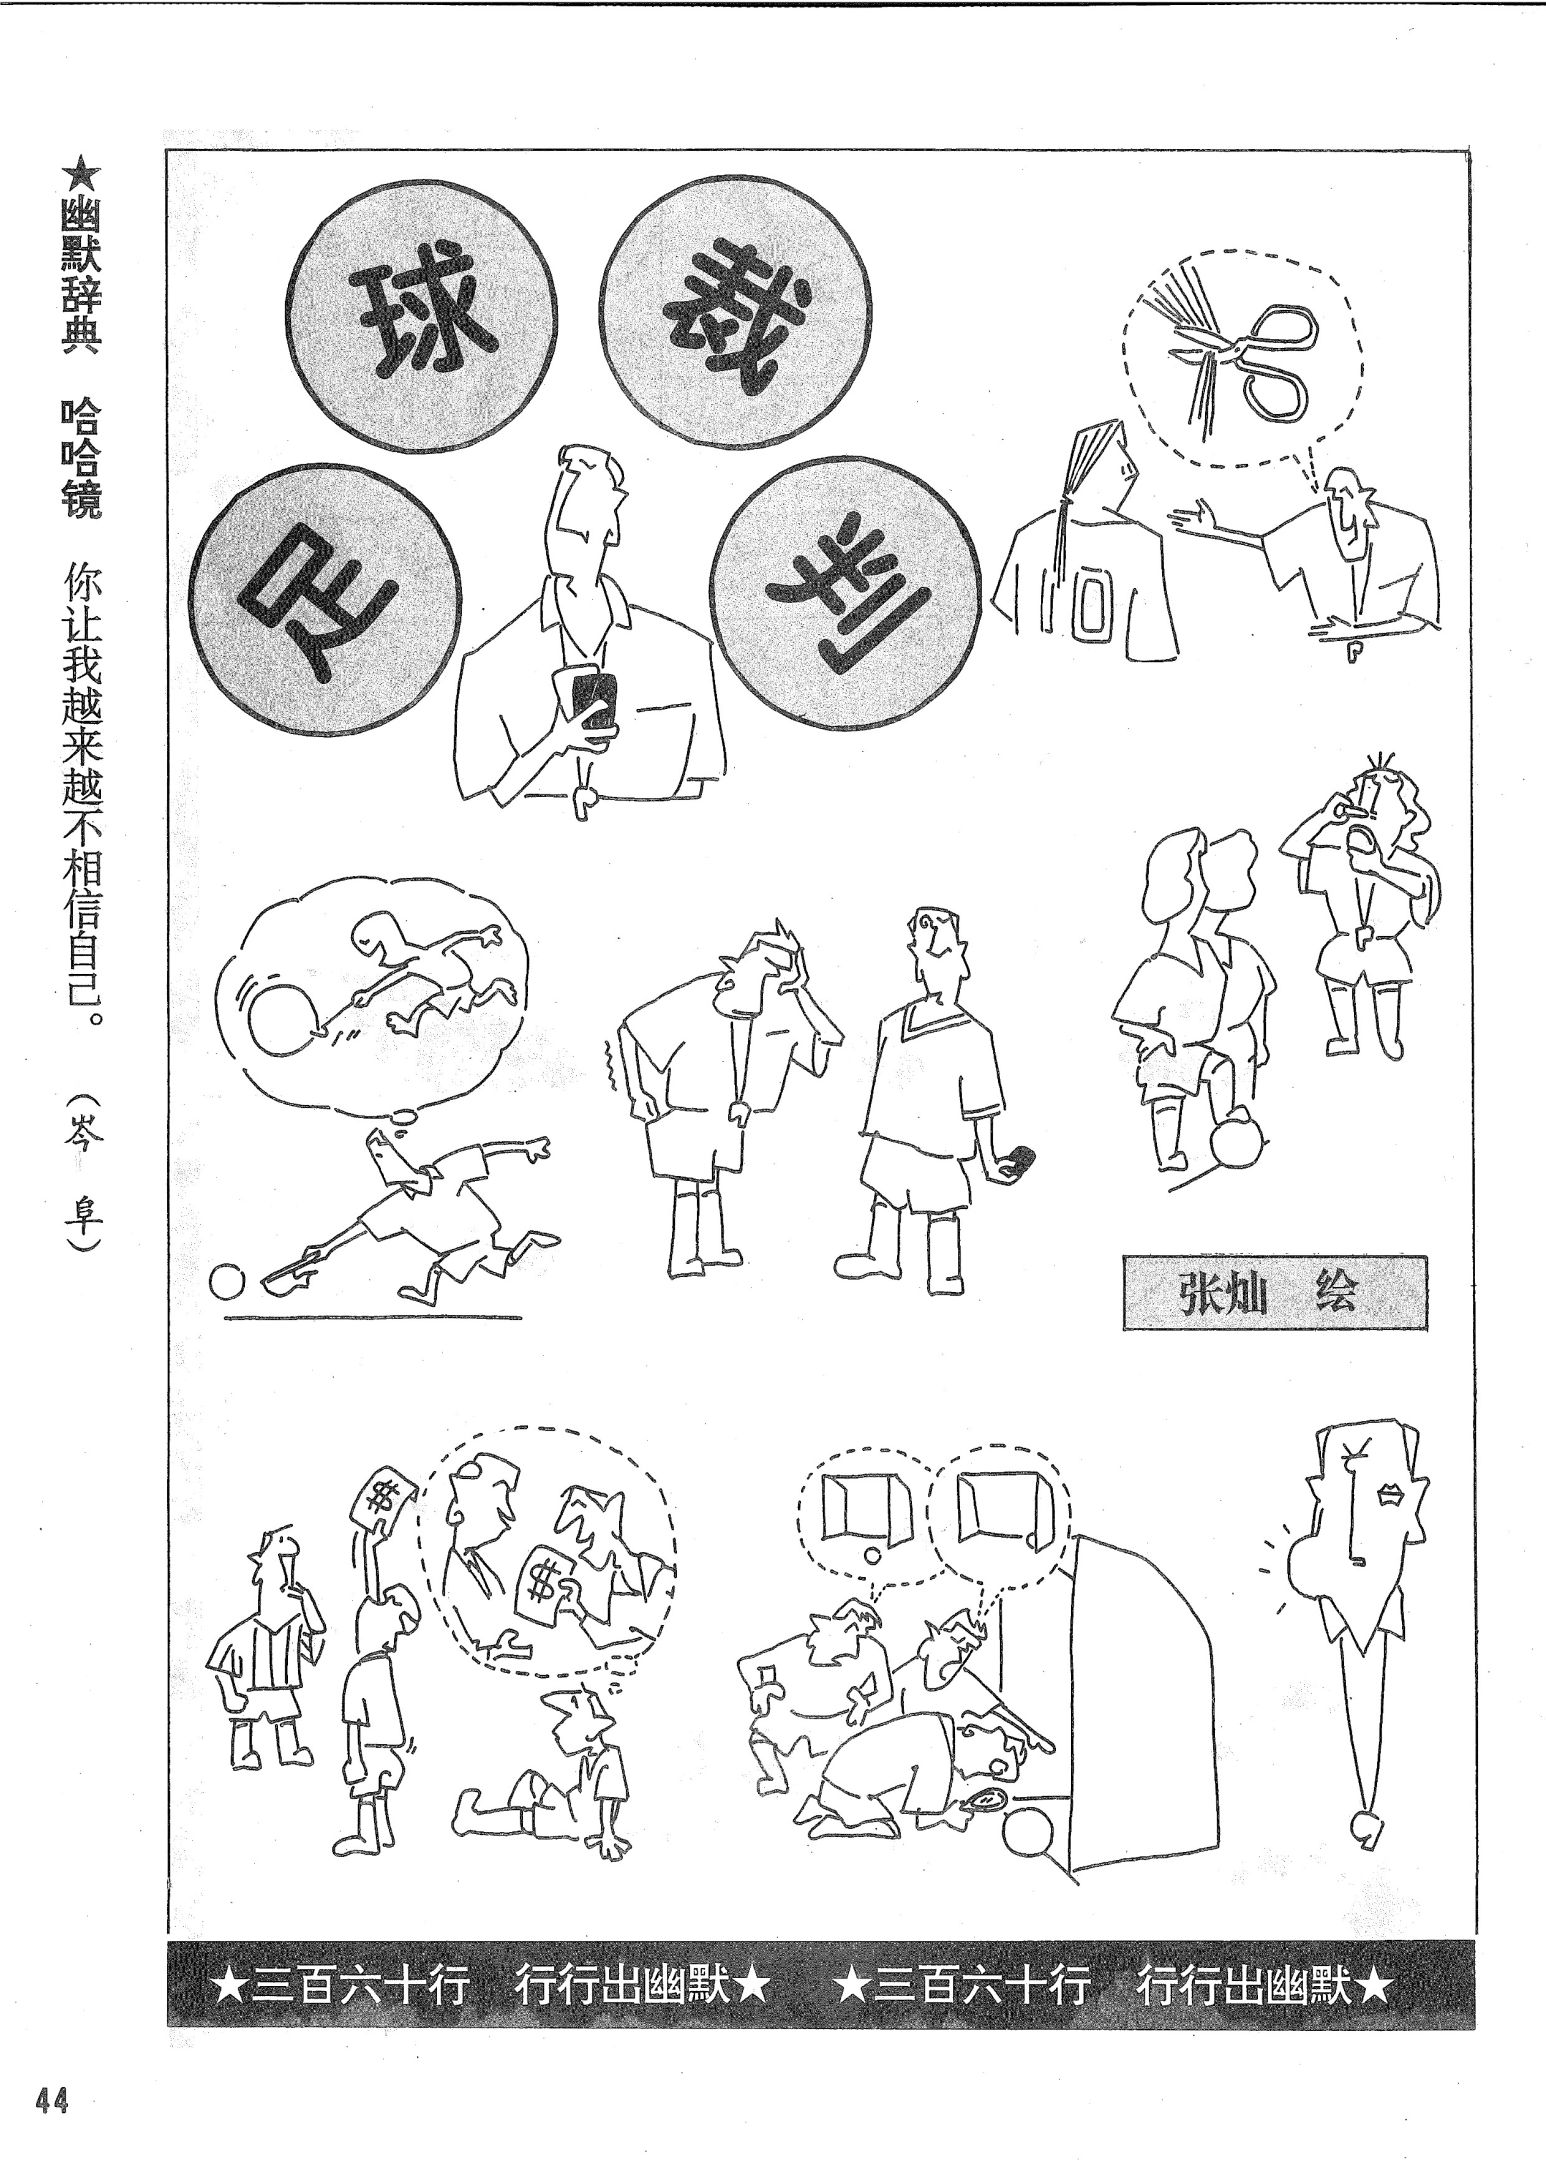 ★幽默辞典 哈哈镜 你让我越来越不相信自己。 （岑 阜）
足球裁判
$
$
张灿 绘
★三百六十行 行行出幽默★ ★三百六十行 行行出幽默★
44